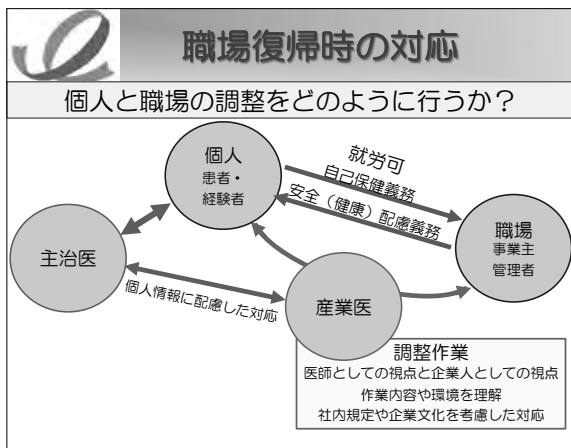 職場復帰時の対応
個人と職場の調整をどのように行うか？
個人
患者・
経験者
就労可
自己保健義務
安全（健康）配慮義務
職場
事業主
管理者
主治医
個人情報に配慮した対応
産業医
調整作業
医師としての視点と企業人としての視点
作業内容や環境を理解
社内規定や企業文化を考慮した対応